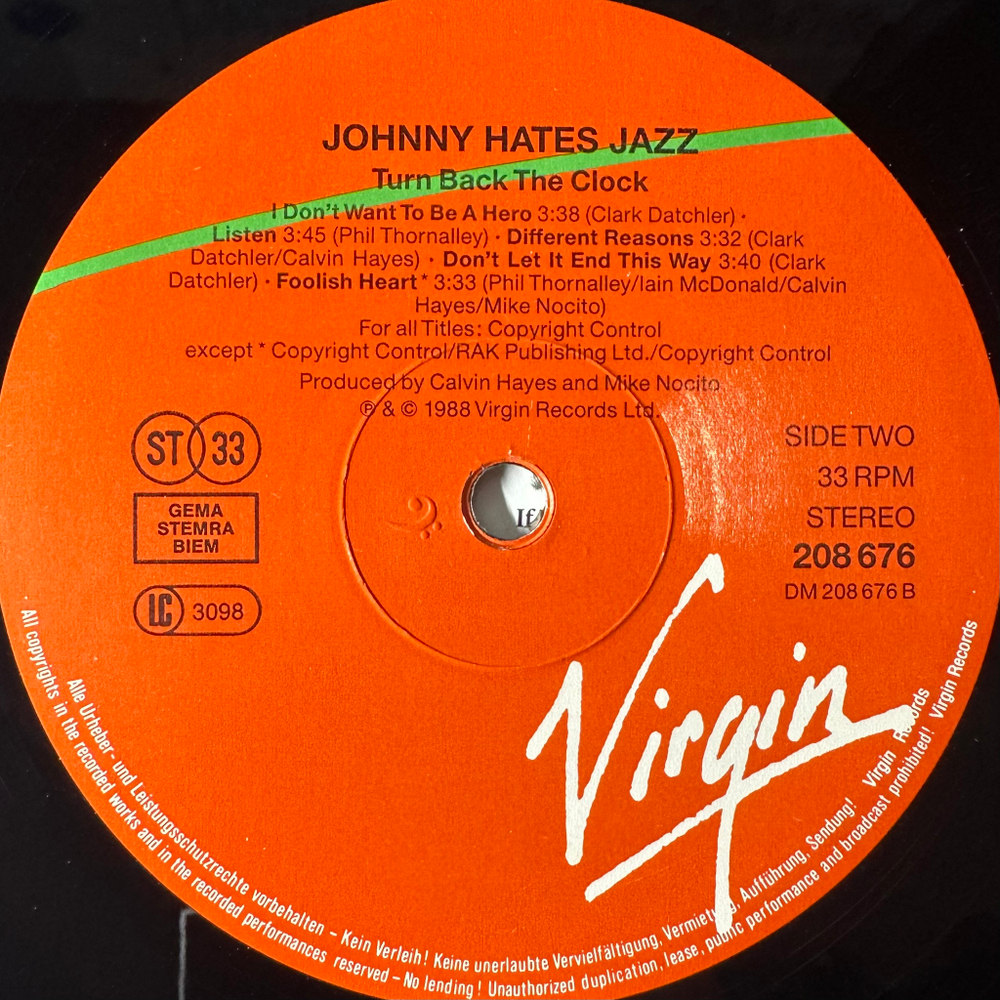 JOHNNY HATES JAZZ
Turn Back The Clock
I Don't Want To Be A Hero 3:38 (Clark Datchler) ·
Listen 3:45 (Phil Thornalley) · Different Reasons 3:32 (Clark
Datchler/Calvin Hayes) · Don't Let It End This Way 3:40 (Clark
Datchler) · Foolish Heart * 3:33 (Phil Thornalley/Iain McDonald/Calvin
Hayes/Mike Nocito)
For all Titles: Copyright Control
except * Copyright Control/RAK Publishing Ltd./Copyright Control
Produced by Calvin Hayes and Mike Nocito
℗ & © 1988 Virgin Records Ltd.
ST 33
GEMA
STEMRA
BIEM
LC 3098
SIDE TWO
33 RPM
STEREO
208 676
DM 208 676 B
If
Virgin
Alle Urheber- und Leistungsschutzrechte vorbehalten – Kein Verleih! Keine unerlaubte Vervielfältigung, Vermietung, Aufführung, Sendung! Virgin Records
All copyrights in the recorded works and in the recorded performances reserved – No lending! Unauthorized duplication, lease, public performance and broadcast prohibited! Virgin Records